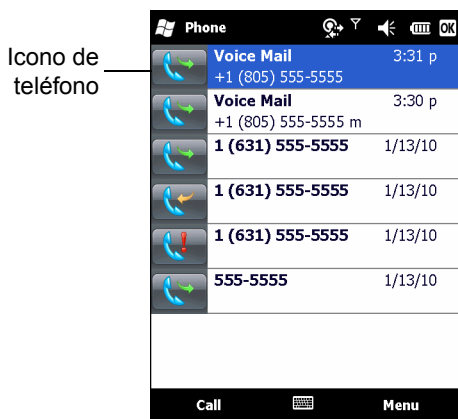 Phone
OK
Icono de
teléfono
Voice Mail 3:31 p
+1 (805) 555-5555
Voice Mail 3:30 p
+1 (805) 555-5555 m
1 (631) 555-5555 1/13/10
1 (631) 555-5555 1/13/10
1 (631) 555-5555 1/13/10
555-5555 1/13/10
Call Menu